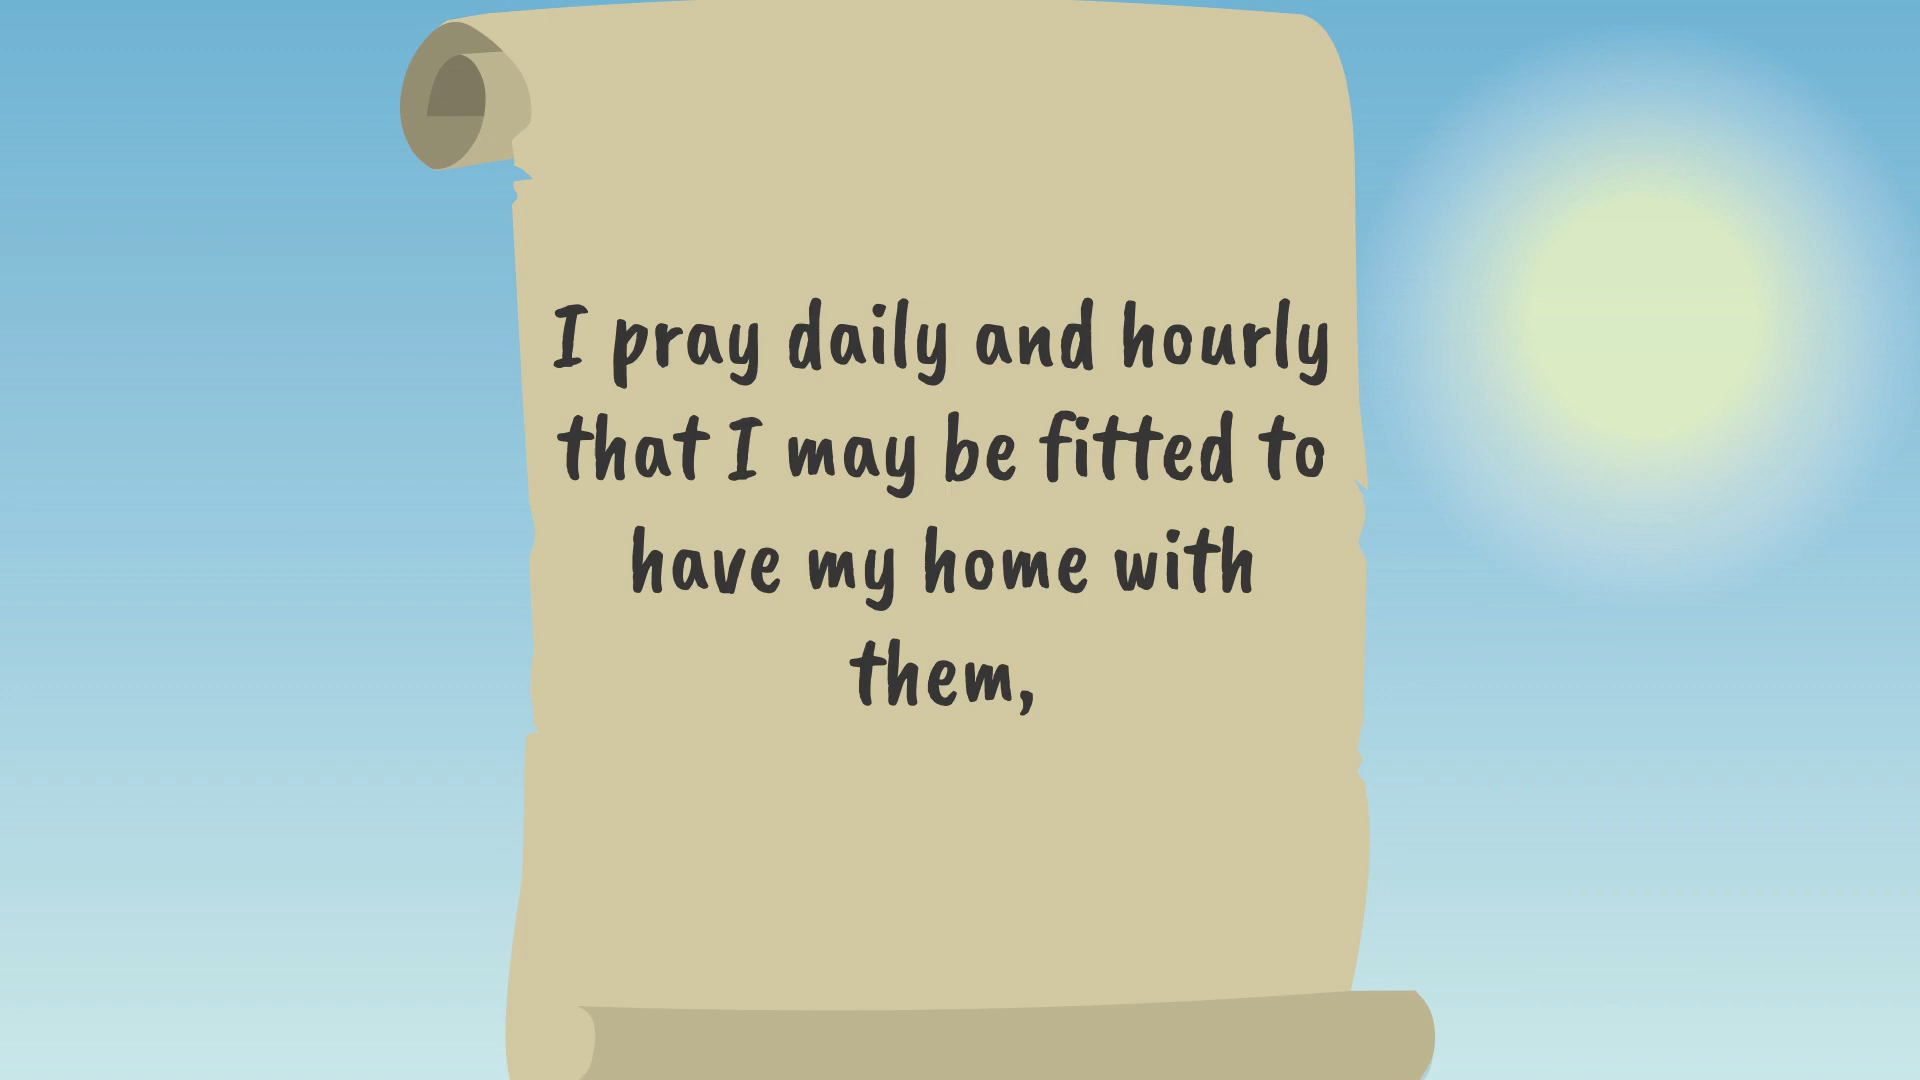 I pray daily and hourly
that I may be fitted to
have my home with
them,